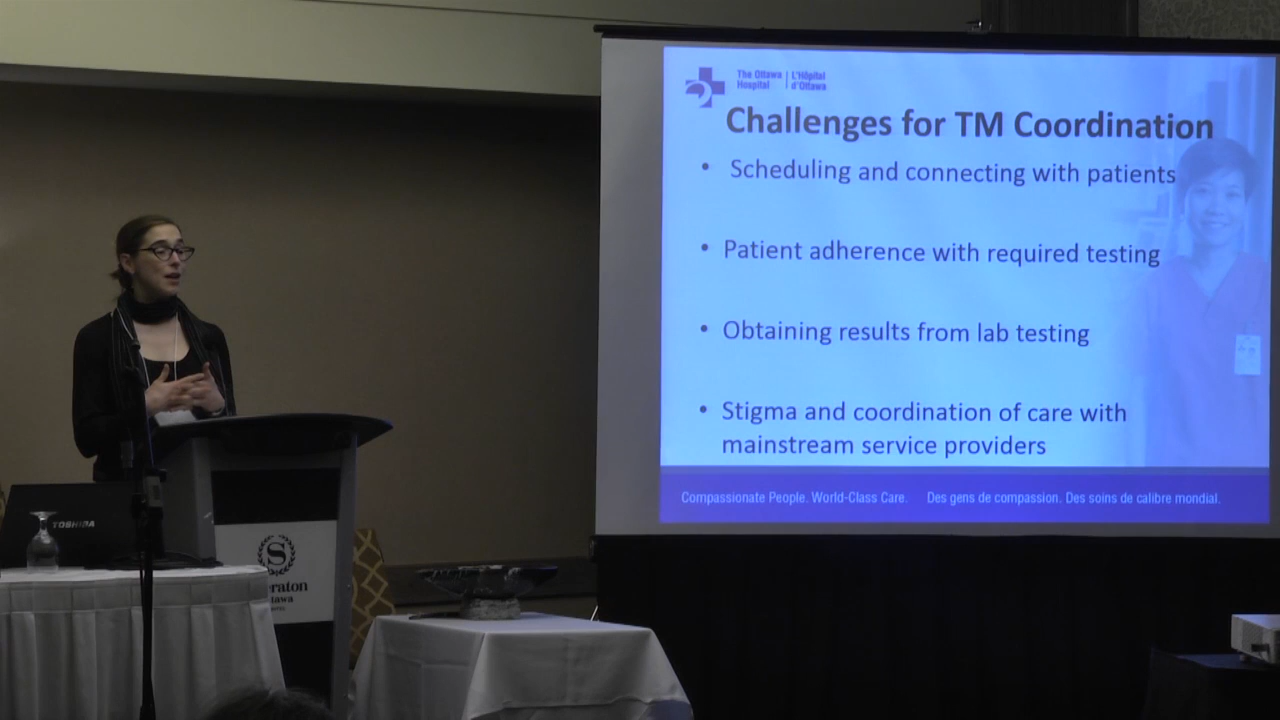 The Ottawa | L'Hôpital
Hospital | d'Ottawa
Challenges for TM Coordination
• Scheduling and connecting with patients
• Patient adherence with required testing
• Obtaining results from lab testing
• Stigma and coordination of care with
mainstream service providers
Compassionate People. World-Class Care. Des gens de compassion. Des soins de calibre mondial.
TOSHIBA
S
eraton
tawa